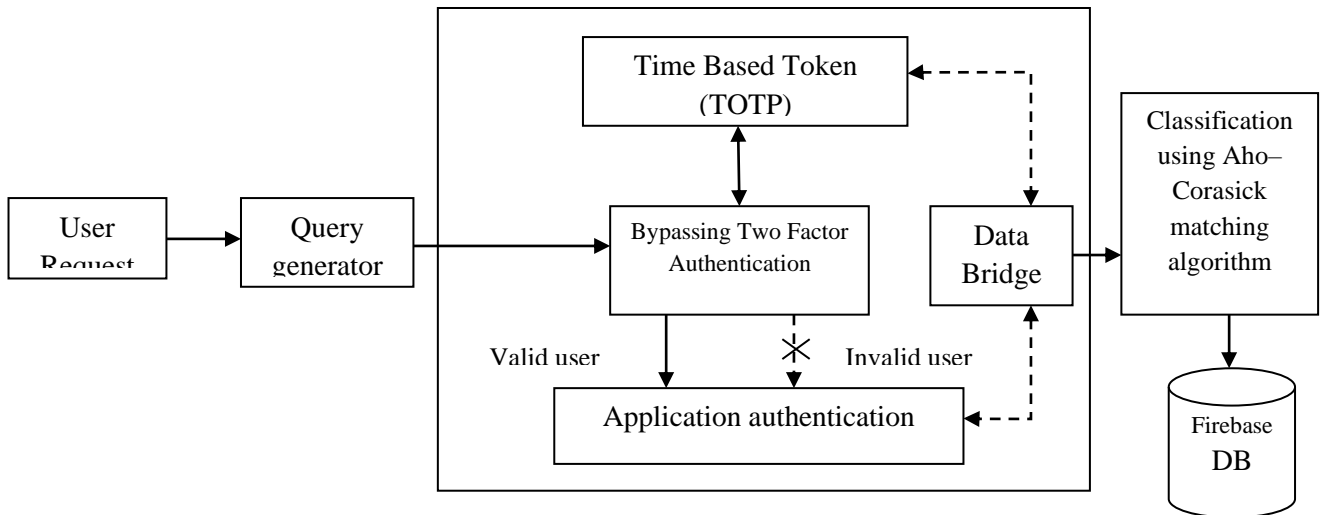 Time Based Token
(TOTP)
Classification
using Aho–
Corasick
matching
algorithm
User
Request
Query
generator
Bypassing Two Factor
Authentication
Data
Bridge
Valid user
Invalid user
Application authentication
Firebase
DB